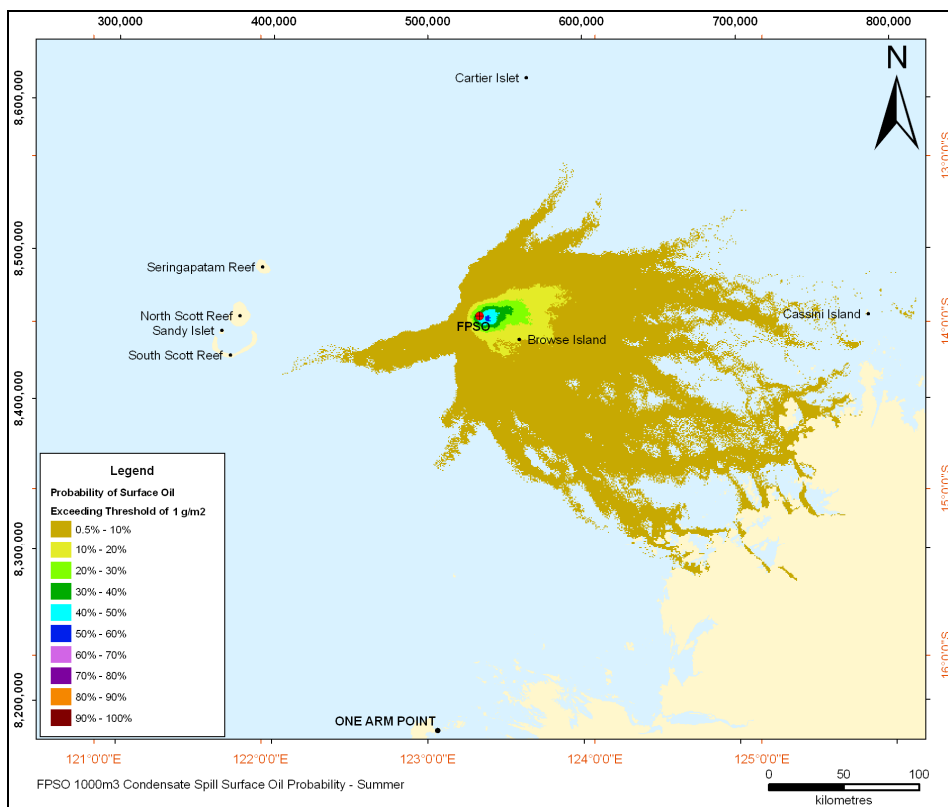 300,000 400,000 500,000 600,000 700,000 800,000
8,600,000
8,500,000
8,400,000
8,300,000
8,200,000
13°0'0"S
14°0'0"S
15°0'0"S
16°0'0"S
N
Cartier Islet
Seringapatam Reef
North Scott Reef
Sandy Islet
South Scott Reef
FPSO
Browse Island
Cassini Island
Legend
Probability of Surface Oil
Exceeding Threshold of 1 g/m2
0.5% - 10%
10% - 20%
20% - 30%
30% - 40%
40% - 50%
50% - 60%
60% - 70%
70% - 80%
80% - 90%
90% - 100%
ONE ARM POINT
121°0'0"E 122°0'0"E 123°0'0"E 124°0'0"E 125°0'0"E
FPSO 1000m3 Condensate Spill Surface Oil Probability - Summer
0 50 100
kilometres